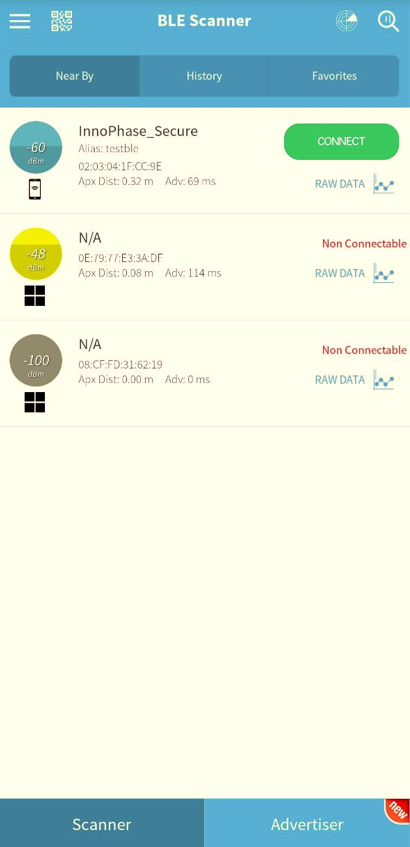 BLE Scanner
Near By
History
Favorites
-60
dBm
InnoPhase_Secure
Alias: testble
02:03:04:1F:CC:9E
Apx Dist: 0.32 m Adv: 69 ms
CONNECT
RAW DATA
-48
dBm
N/A
0E:79:77:E3:3A:DF
Apx Dist: 0.08 m Adv: 114 ms
Non Connectable
RAW DATA
-100
dBm
N/A
08:CF:FD:31:62:19
Apx Dist: 0.00 m Adv: 0 ms
Non Connectable
RAW DATA
Scanner
Advertiser
new